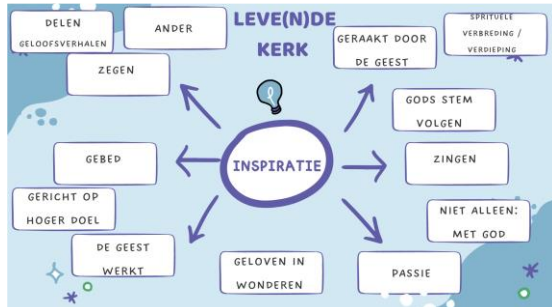 LEVE(N)DE
KERK
DELEN
GELOOFSVERHALEN
ANDER
ZEGEN
GERAAKT DOOR
DE GEEST
SPRITUELE
VERBREDING /
VERDIEPING
GODS STEM
VOLGEN
GEBED
INSPIRATIE
ZINGEN
GERICHT OP
HOGER DOEL
NIET ALLEEN:
MET GOD
DE GEEST
WERKT
GELOVEN IN
WONDEREN
PASSIE